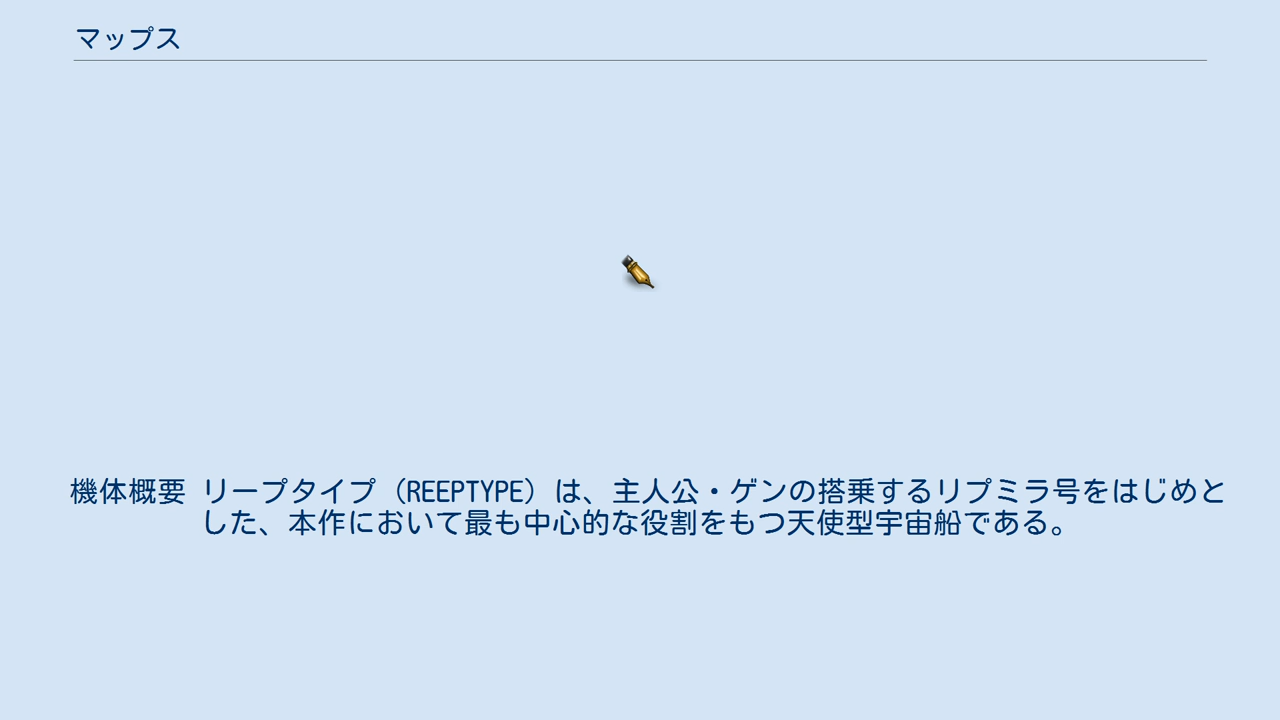 マップス
機体概要 リープタイプ（REEPTYPE）は、主人公・ゲンの搭乗するリプミラ号をはじめと
した、本作において最も中心的な役割をもつ天使型宇宙船である。